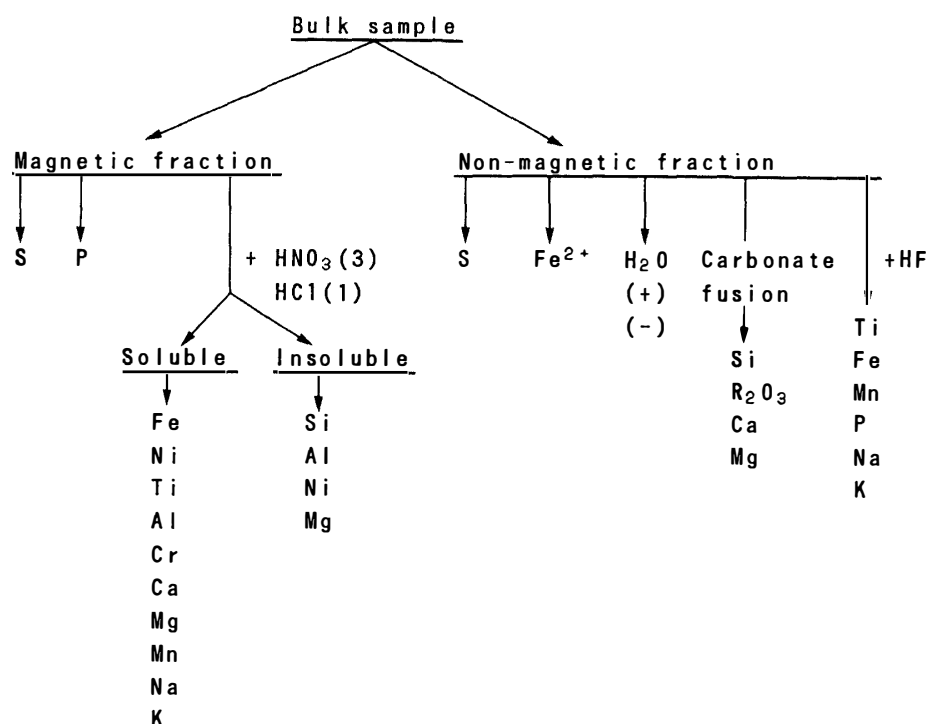 Bulk sample
Magnetic fraction
Non-magnetic fraction
S
P
+ HNO₃(3)
HCl(1)
Soluble
Fe
Ni
Ti
Al
Cr
Ca
Mg
Mn
Na
K
Insoluble
Si
Al
Ni
Mg
S
Fe²⁺
H₂O
(+)
(-)
Carbonate
fusion
Si
R₂O₃
Ca
Mg
+HF
Ti
Fe
Mn
P
Na
K